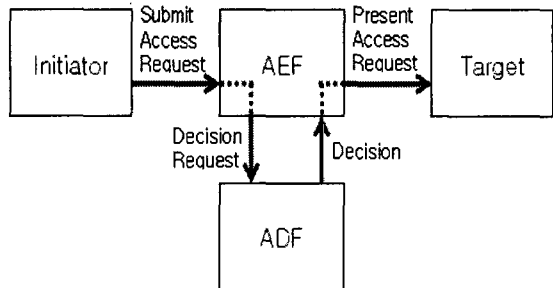 Submit
Access
Request
Present
Access
Request
Initiator
AEF
Target
Decision
Request
Decision
ADF